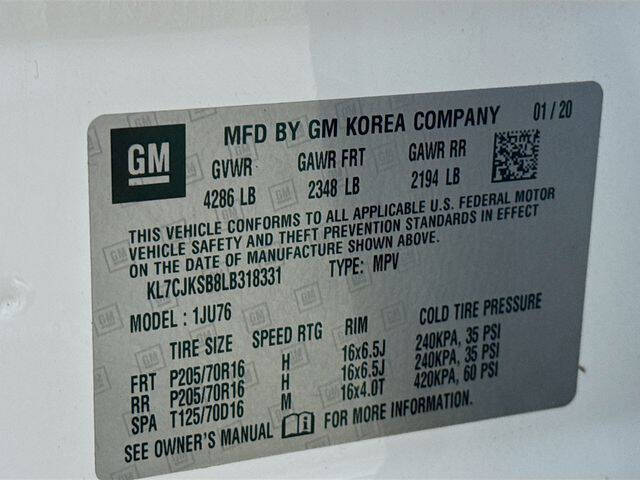 GM
MFD BY GM KOREA COMPANY 01/20
GVWR GAWR FRT GAWR RR
4286 LB 2348 LB 2194 LB
THIS VEHICLE CONFORMS TO ALL APPLICABLE U.S. FEDERAL MOTOR
VEHICLE SAFETY AND THEFT PREVENTION STANDARDS IN EFFECT
ON THE DATE OF MANUFACTURE SHOWN ABOVE.
KL7CJKSB8LB318331 TYPE: MPV
MODEL : 1JU76
TIRE SIZE SPEED RTG RIM COLD TIRE PRESSURE
FRT P205/70R16 H 16x6.5J 240KPA, 35 PSI
RR P205/70R16 H 16x6.5J 240KPA, 35 PSI
SPA T125/70D16 M 16x4.0T 420KPA, 60 PSI
SEE OWNER'S MANUAL FOR MORE INFORMATION.